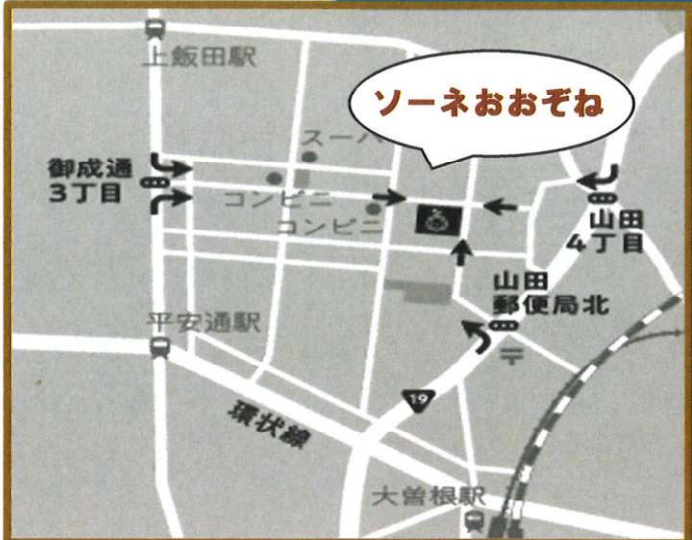 上飯田駅
ソーネおおぞね
スーパー
御成通
3丁目
コンビニ
コンビニ
山田
4丁目
山田
郵便局北
平安通駅
〒
19
環状線
大曽根駅